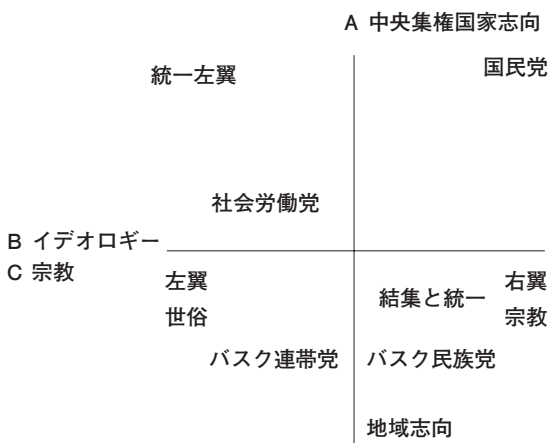 A 中央集権国家志向
国民党
統一左翼
社会労働党
B イデオロギー
C 宗教
左翼
世俗
結集と統一
右翼
宗教
バスク連帯党
バスク民族党
地域志向